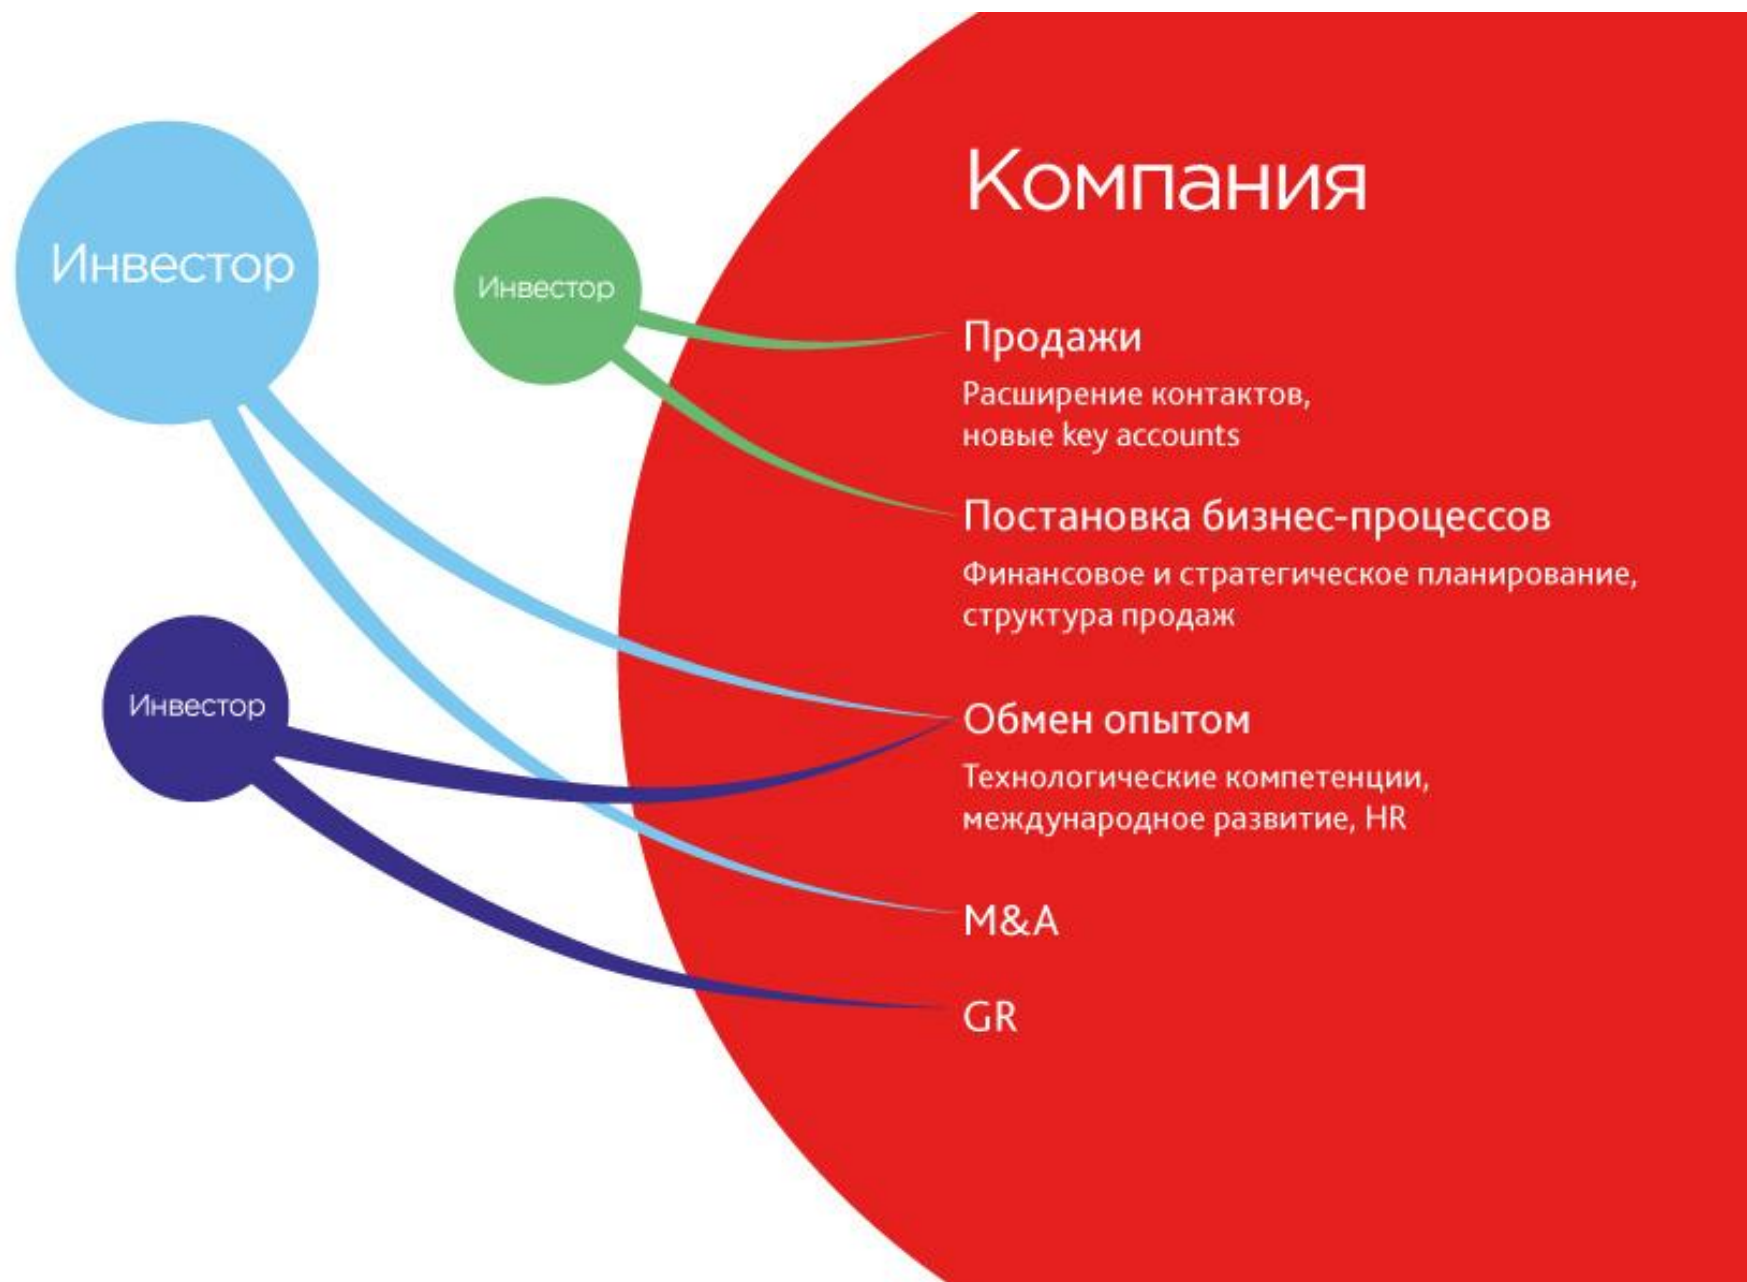 Инвестор
Инвестор
Инвестор
Компания
Продажи
Расширение контактов,
новые key accounts
Постановка бизнес-процессов
Финансовое и стратегическое планирование,
структура продаж
Обмен опытом
Технологические компетенции,
международное развитие, HR
M&A
GR